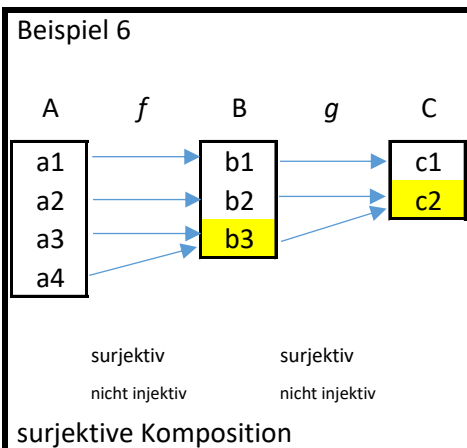 Beispiel 6
A f B g C
a1 b1 c1
a2 b2 c2
a3 b3
a4
surjektiv surjektiv
nicht injektiv nicht injektiv
surjektive Komposition